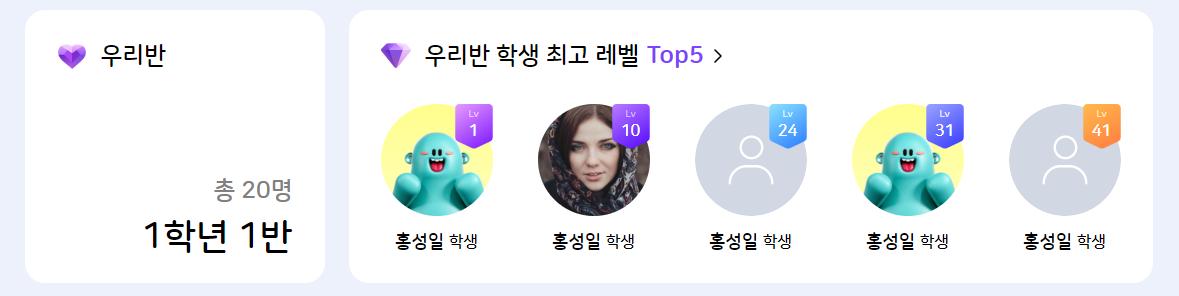 우리반
총 20명
1학년 1반
우리반 학생 최고 레벨 Top5 >
Lv
1
홍성일 학생
Lv
10
홍성일 학생
Lv
24
홍성일 학생
Lv
31
홍성일 학생
Lv
41
홍성일 학생